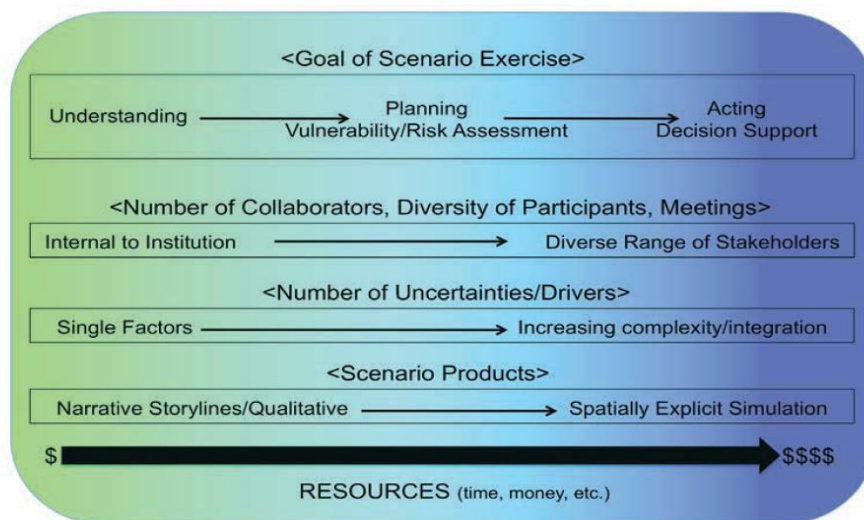 <Goal of Scenario Exercise>
Understanding
Planning
Vulnerability/Risk Assessment
Acting
Decision Support
<Number of Collaborators, Diversity of Participants, Meetings>
Internal to Institution
Diverse Range of Stakeholders
<Number of Uncertainties/Drivers>
Single Factors
Increasing complexity/integration
<Scenario Products>
Narrative Storylines/Qualitative
Spatially Explicit Simulation
$
$$$$
RESOURCES (time, money, etc.)